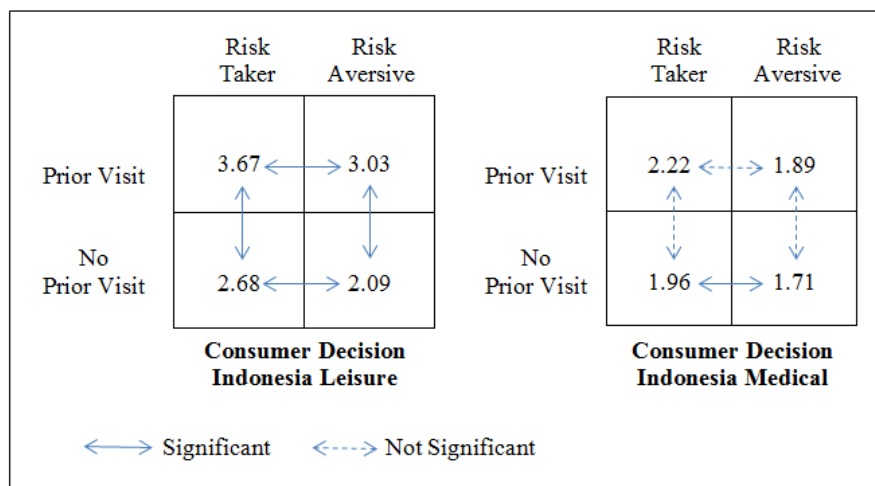 Risk Taker
Risk Aversive
Prior Visit
3.67
3.03
No Prior Visit
2.68
2.09
Consumer Decision
Indonesia Leisure
Risk Taker
Risk Aversive
Prior Visit
2.22
1.89
No Prior Visit
1.96
1.71
Consumer Decision
Indonesia Medical
Significant
Not Significant